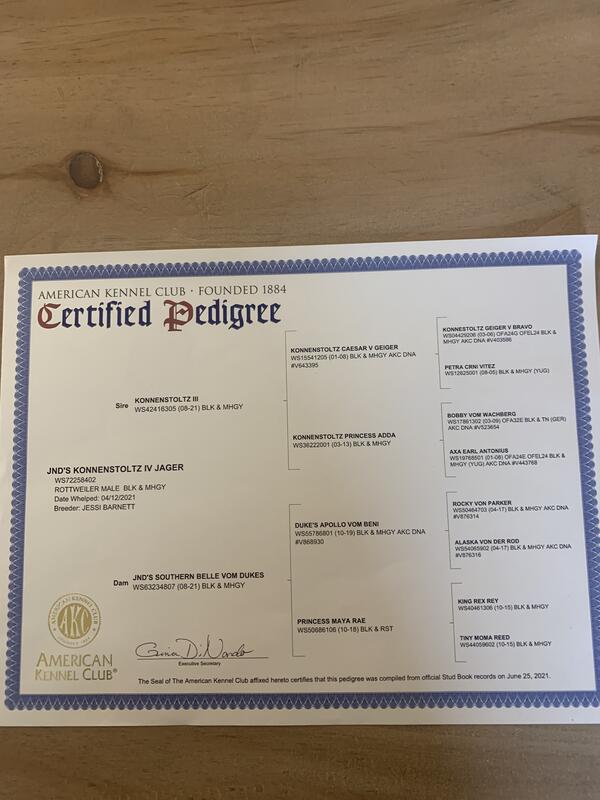 AMERICAN KENNEL CLUB · FOUNDED 1884
Certified Pedigree
JND'S KONNENSTOLTZ IV JAGER
WS72258402
ROTTWEILER MALE BLK & MHGY
Date Whelped: 04/12/2021
Breeder: JESSI BARNETT
Sire KONNENSTOLTZ III
WS42416305 (08-21) BLK & MHGY
Dam JND'S SOUTHERN BELLE VOM DUKES
WS63234807 (08-21) BLK & MHGY
KONNENSTOLTZ CAESAR V GEIGER
WS15541205 (01-08) BLK & MHGY AKC DNA
#V643395
KONNENSTOLTZ PRINCESS ADDA
WS36222001 (03-13) BLK & MHGY
DUKE'S APOLLO VOM BENI
WS55786801 (10-19) BLK & MHGY AKC DNA
#V868930
PRINCESS MAYA RAE
WS50686106 (10-18) BLK & RST
KONNESTOLTZ GEIGER V BRAVO
WS04429206 (03-06) OFA24G OFEL24 BLK &
MHGY AKC DNA #V403586
PETRA CRNI VITEZ
WS12625001 (08-05) BLK & MHGY (YUG)
BOBBY VOM WACHBERG
WS17861302 (03-09) OFA32E BLK & TN (GER)
AKC DNA #V523654
AXA EARL ANTONIUS
WS19768501 (01-08) OFA24E OFEL24 BLK &
MHGY (YUG) AKC DNA #V443768
ROCKY VON PARKER
WS50464703 (04-17) BLK & MHGY AKC DNA
#V876314
ALASKA VON DER ROD
WS54065902 (04-17) BLK & MHGY AKC DNA
#V876316
KING REX REY
WS40461306 (10-15) BLK & MHGY
TINY MOMA REED
WS44059602 (10-15) BLK & MHGY
AMERICAN KENNEL CLUB
AKC
AMERICAN
KENNEL CLUB®
Gina DiNardo
Executive Secretary
The Seal of The American Kennel Club affixed hereto certifies that this pedigree was compiled from official Stud Book records on June 25, 2021.